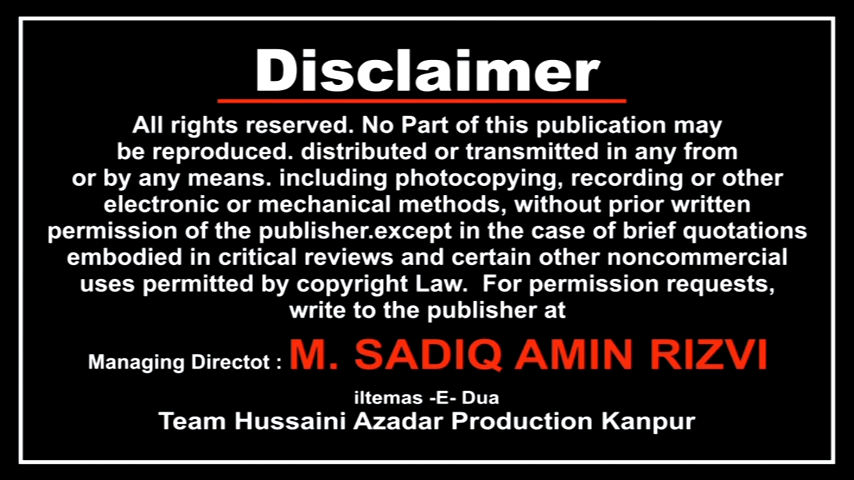 Disclaimer
All rights reserved. No Part of this publication may
be reproduced. distributed or transmitted in any from
or by any means. including photocopying, recording or other
electronic or mechanical methods, without prior written
permission of the publisher.except in the case of brief quotations
embodied in critical reviews and certain other noncommercial
uses permitted by copyright Law.  For permission requests,
write to the publisher at
Managing Directot : M. SADIQ AMIN RIZVI
iltemas -E- Dua
Team Hussaini Azadar Production Kanpur